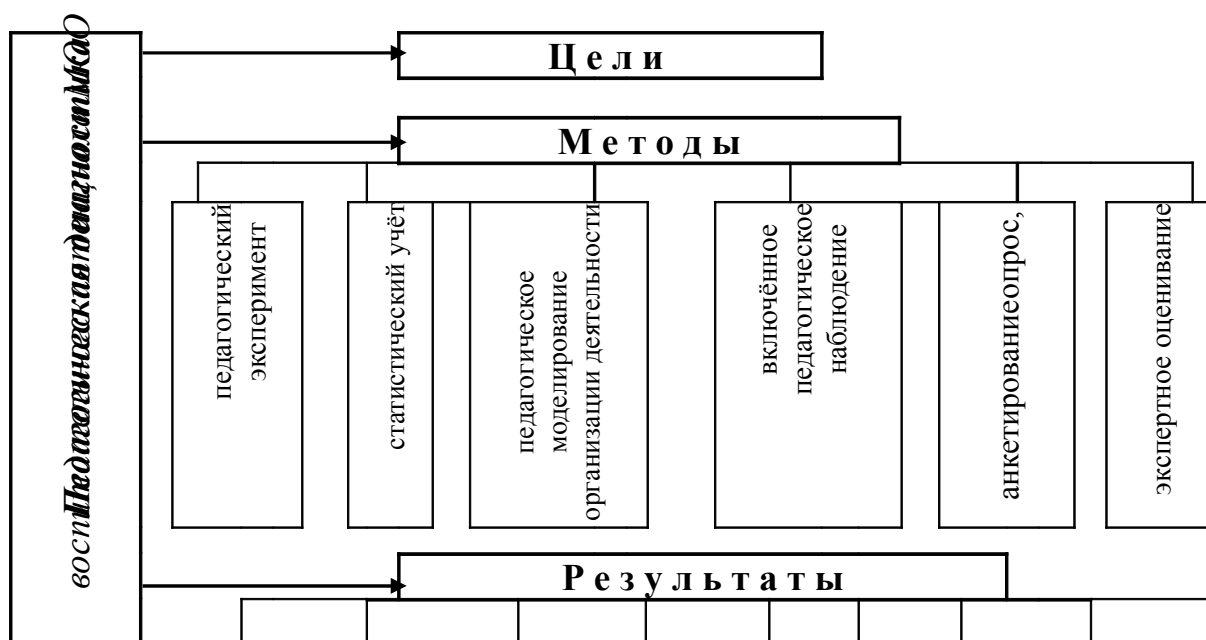 Цели
Методы
педагогический
эксперимент
статистический учёт
педагогическое
моделирование
организации деятельности
включённое
педагогическое
наблюдение
анкетированиеопрос,
экспертное оценивание
Результаты